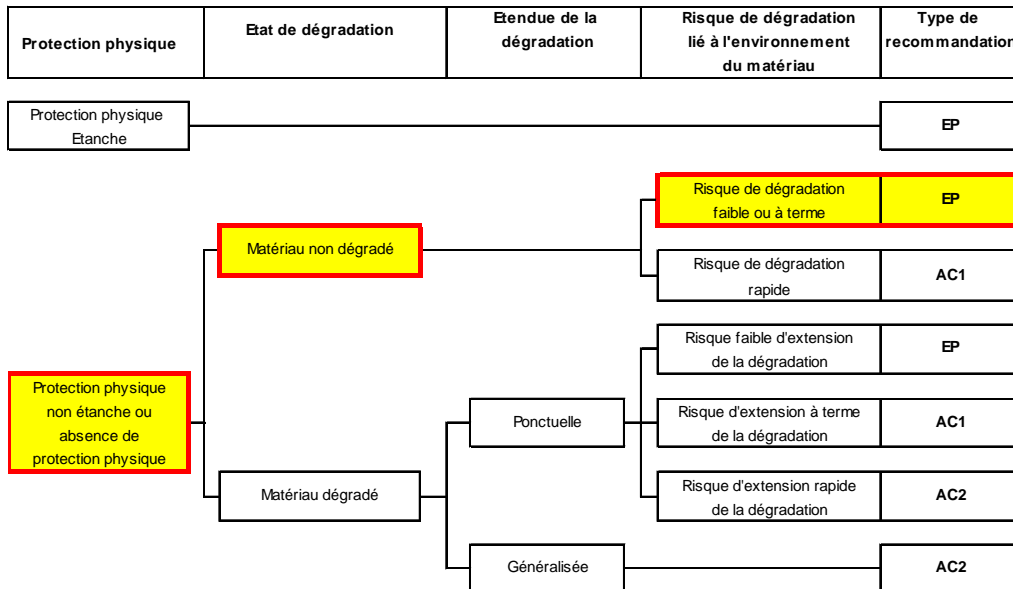 Protection physique
Etat de dégradation
Etendue de la
dégradation
Risque de dégradation
lié à l'environnement
du matériau
Type de
recommandation
Protection physique
Etanche
EP
Risque de dégradation
faible ou à terme
EP
Matériau non dégradé
Risque de dégradation
rapide
AC1
Risque faible d'extension
de la dégradation
EP
Protection physique
non étanche ou
absence de
protection physique
Ponctuelle
Risque d'extension à terme
de la dégradation
AC1
Matériau dégradé
Risque d'extension rapide
de la dégradation
AC2
Généralisée
AC2